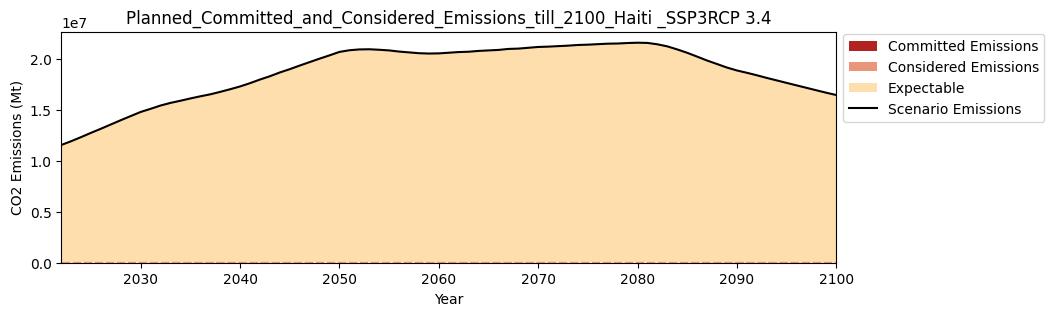 Planned_Committed_and_Considered_Emissions_till_2100_Haiti _SSP3RCP 3.4
1e7
2.0
1.5
1.0
0.5
0.0
CO2 Emissions (Mt)
2030 2040 2050 2060 2070 2080 2090 2100
Year
Committed Emissions
Considered Emissions
Expectable
Scenario Emissions